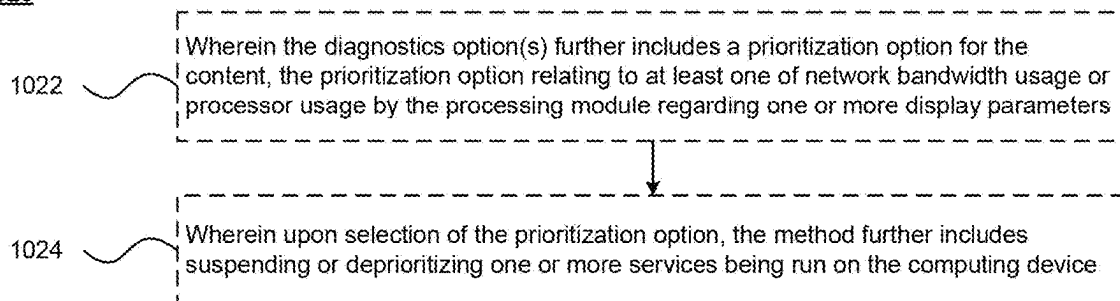 Wherein the diagnostics option(s) further includes a prioritization option for the
1022
content, the prioritization option relating to at least one of network bandwidth usage or
processor usage by the processing module regarding one or more display parameters
Wherein upon selection of the prioritization option, the method further includes
1024
suspending or deprioritizing one or more services being run on the computing device